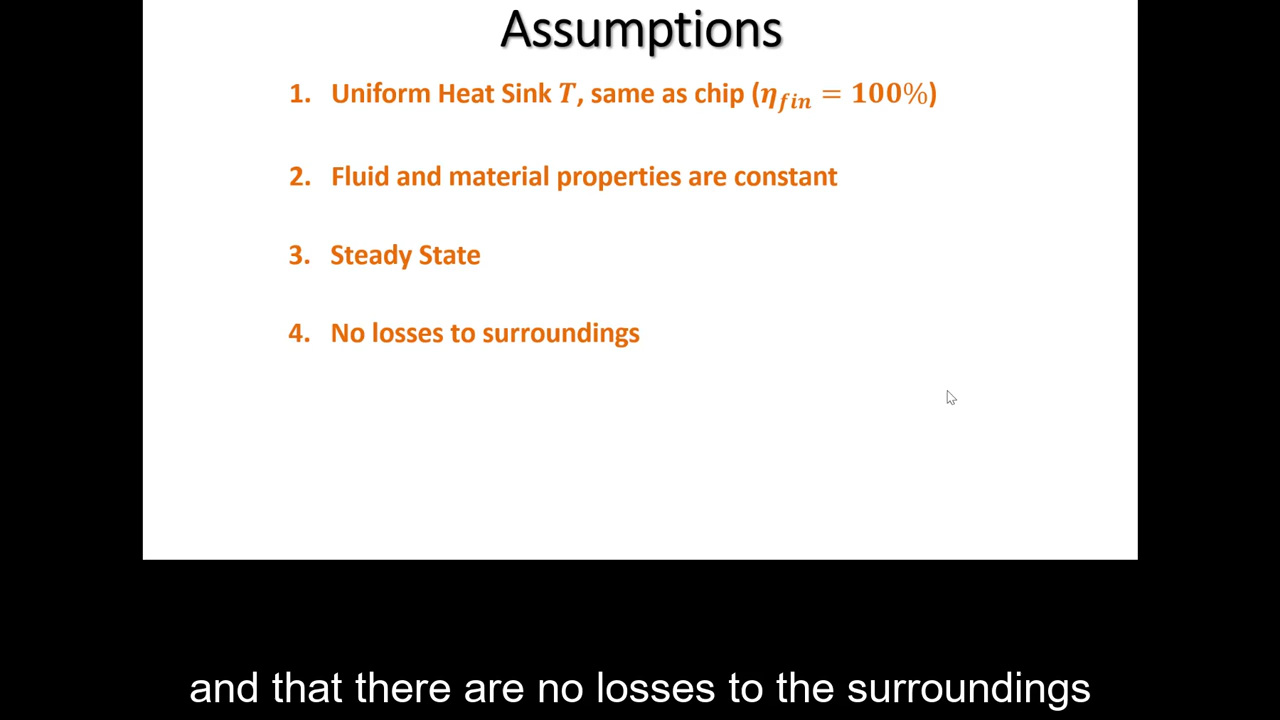 Assumptions
1. Uniform Heat Sink T, same as chip (η_fin = 100%)
2. Fluid and material properties are constant
3. Steady State
4. No losses to surroundings
and that there are no losses to the surroundings